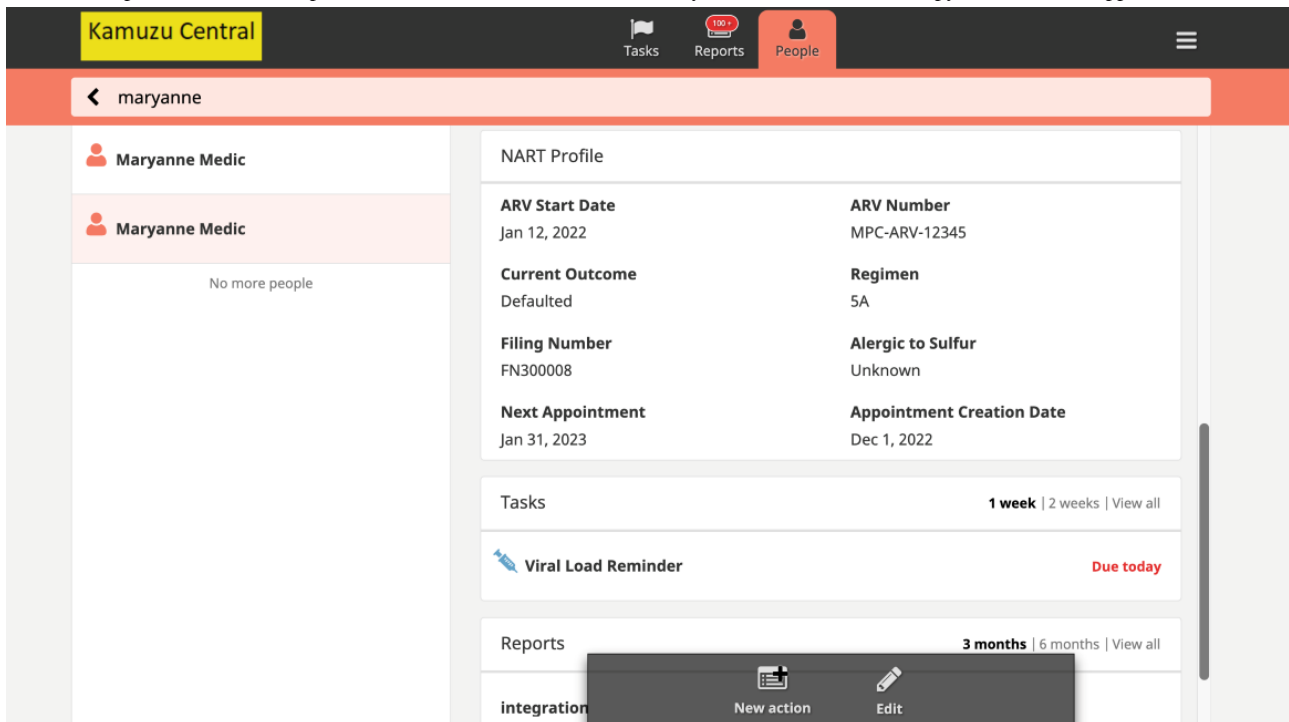 Kamuzu Central
Tasks
100+
Reports
People
maryanne
Maryanne Medic
Maryanne Medic
No more people
NART Profile
ARV Start Date ARV Number
Jan 12, 2022 MPC-ARV-12345
Current Outcome Regimen
Defaulted 5A
Filing Number Alergic to Sulfur
FN300008 Unknown
Next Appointment Appointment Creation Date
Jan 31, 2023 Dec 1, 2022
Tasks 1 week | 2 weeks | View all
Viral Load Reminder Due today
Reports 3 months | 6 months | View all
integration
New action Edit